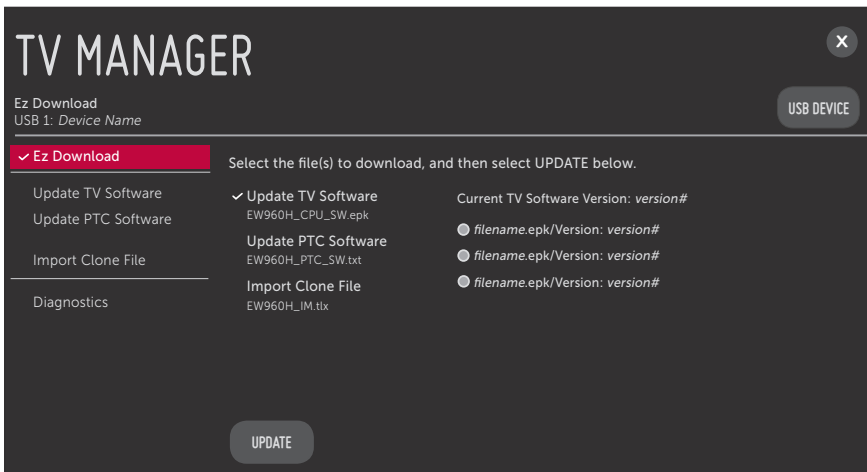 TV MANAGER
X
Ez Download
USB 1: Device Name
USB DEVICE
Ez Download
Update TV Software
Update PTC Software
Import Clone File
Diagnostics
Select the file(s) to download, and then select UPDATE below.
Update TV Software
EW960H_CPU_SW.epk
Update PTC Software
EW960H_PTC_SW.txt
Import Clone File
EW960H_IM.tlx
Current TV Software Version: version#
filename.epk/Version: version#
filename.epk/Version: version#
filename.epk/Version: version#
UPDATE